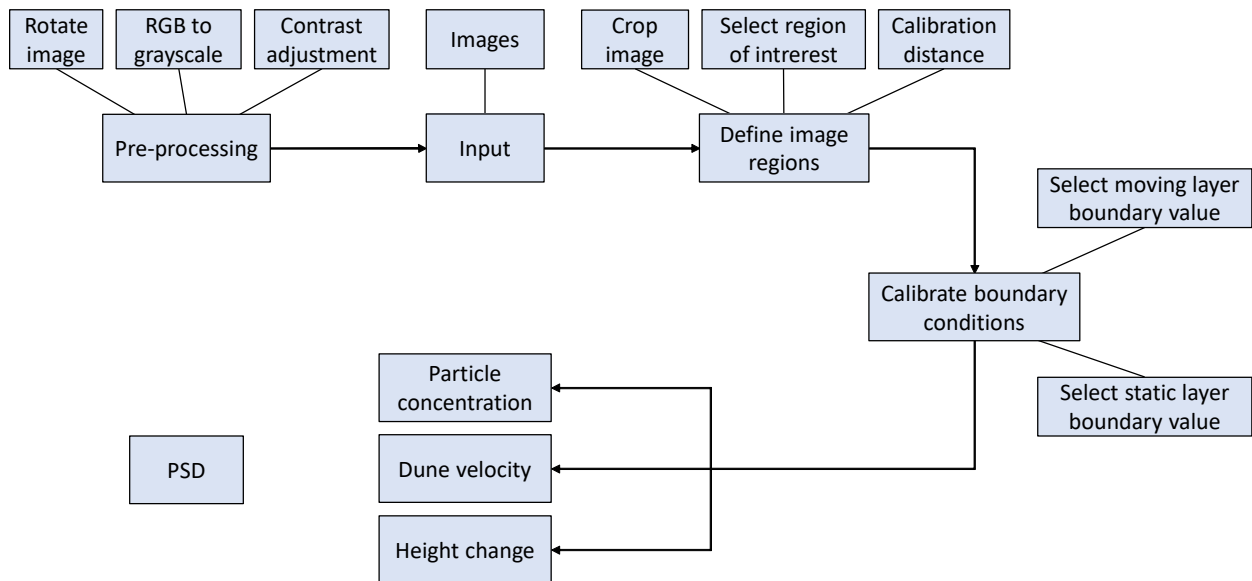 Rotate
image
RGB to
grayscale
Contrast
adjustment
Images
Crop
image
Select region
of intrerest
Calibration
distance
Pre-processing
Input
Define image
regions
Select moving layer
boundary value
Calibrate boundary
conditions
Select static layer
boundary value
Particle
concentration
PSD
Dune velocity
Height change